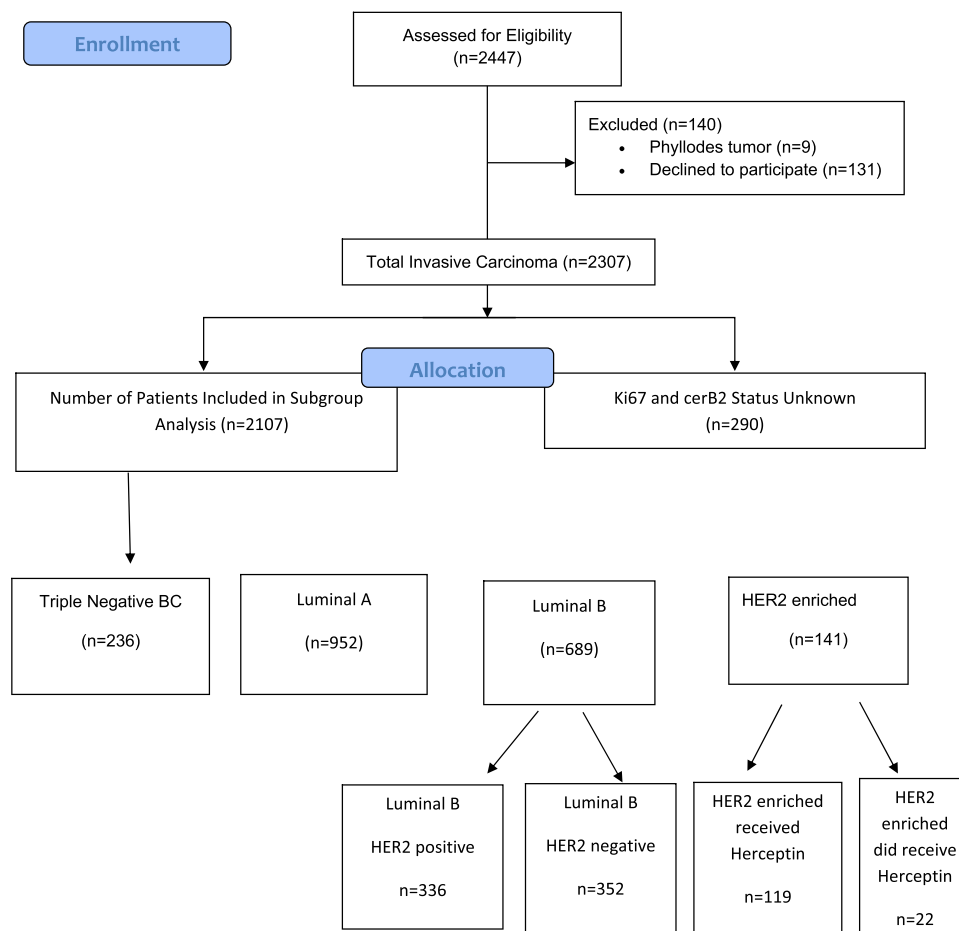 Enrollment
Assessed for Eligibility
(n=2447)
Excluded (n=140)
• Phyllodes tumor (n=9)
• Declined to participate (n=131)
Total Invasive Carcinoma (n=2307)
Allocation
Number of Patients Included in Subgroup
Analysis (n=2107)
Ki67 and cerB2 Status Unknown
(n=290)
Triple Negative BC
(n=236)
Luminal A
(n=952)
Luminal B
(n=689)
HER2 enriched
(n=141)
Luminal B
HER2 positive
n=336
Luminal B
HER2 negative
n=352
HER2 enriched
received
Herceptin
n=119
HER2
enriched
did receive
Herceptin
n=22